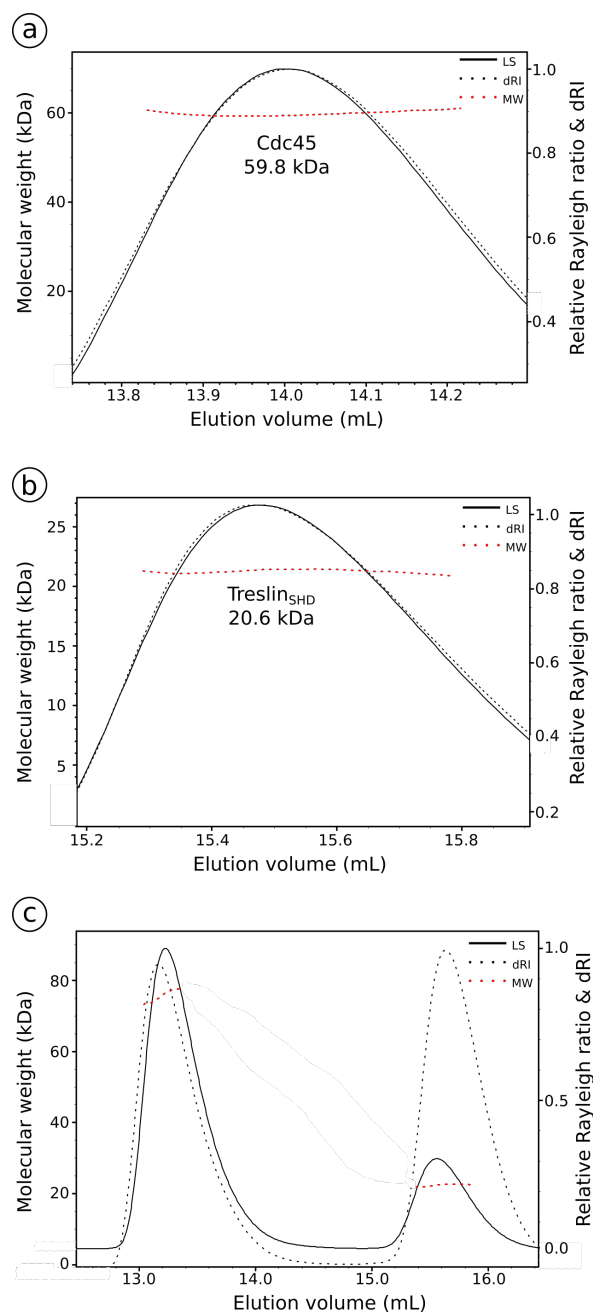 a
LS
dRI
MW
Cdc45
59.8 kDa
Molecular weight (kDa)
60
40
20
Relative Rayleigh ratio & dRI
1.0
0.8
0.6
0.4
13.8 13.9 14.0 14.1 14.2
Elution volume (mL)
b
LS
dRI
MW
TreslinSHD
20.6 kDa
Molecular weight (kDa)
25
20
15
10
5
Relative Rayleigh ratio & dRI
1.0
0.8
0.6
0.4
0.2
15.2 15.4 15.6 15.8
Elution volume (mL)
c
LS
dRI
MW
Molecular weight (kDa)
80
60
40
20
0
Relative Rayleigh ratio & dRI
1.0
0.5
0.0
13.0 14.0 15.0 16.0
Elution volume (mL)